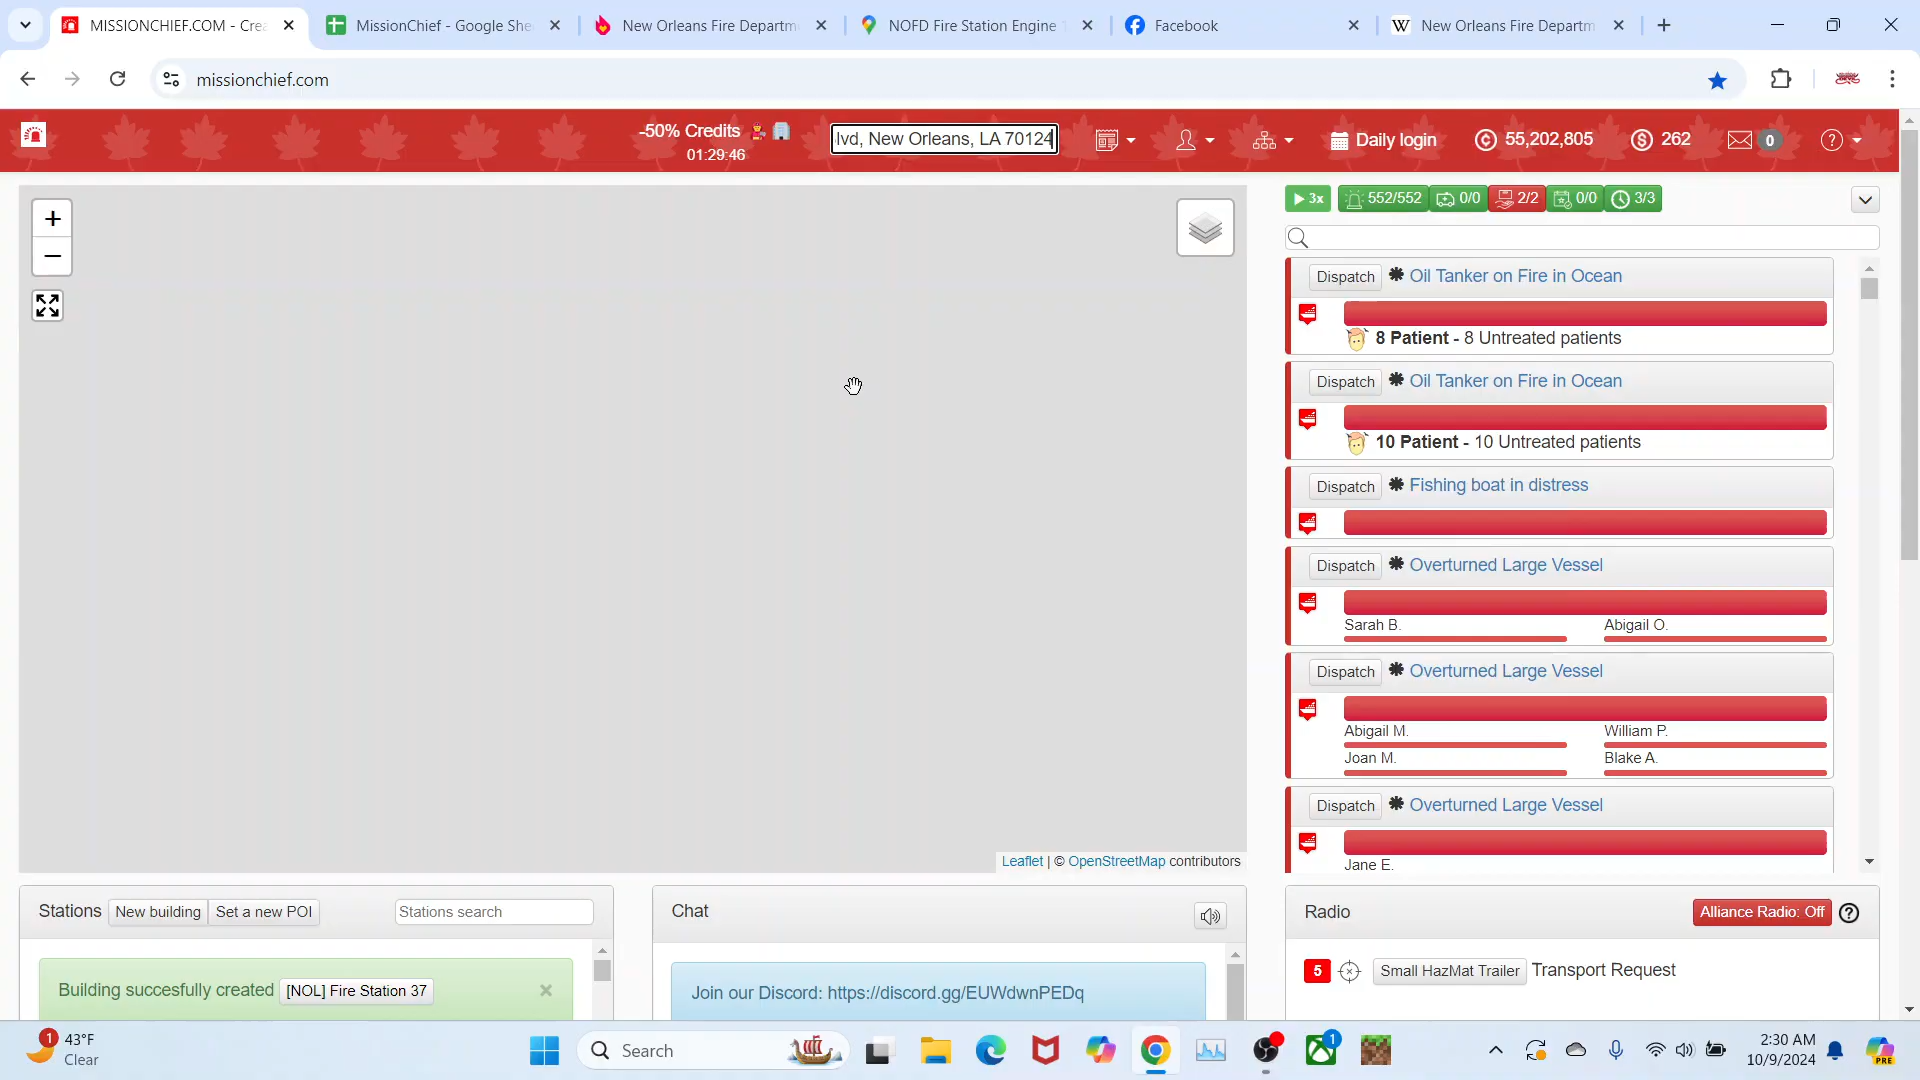 MISSIONCHIEF.COM - Crea
MissionChief - Google She
New Orleans Fire Departm
NOFD Fire Station Engine 1
Facebook
W New Orleans Fire Departm
missionchief.com
-50% Credits
01:29:46
lvd, New Orleans, LA 70124
Daily login
55,202,805
262
0
?
+
−
3x
552/552
0/0
2/2
0/0
3/3
Dispatch Oil Tanker on Fire in Ocean
8 Patient - 8 Untreated patients
Dispatch Oil Tanker on Fire in Ocean
10 Patient - 10 Untreated patients
Dispatch Fishing boat in distress
Dispatch Overturned Large Vessel
Sarah B. Abigail O.
Dispatch Overturned Large Vessel
Abigail M. William P.
Joan M. Blake A.
Dispatch Overturned Large Vessel
Jane E.
Leaflet | © OpenStreetMap contributors
Stations New building Set a new POI Stations search
Building succesfully created [NOL] Fire Station 37 ×
Chat
Join our Discord: https://discord.gg/EUWdwnPEDq
Radio Alliance Radio: Off ?
5 Small HazMat Trailer Transport Request
1
43°F
Clear
Search
1
2:30 AM
10/9/2024
PRE